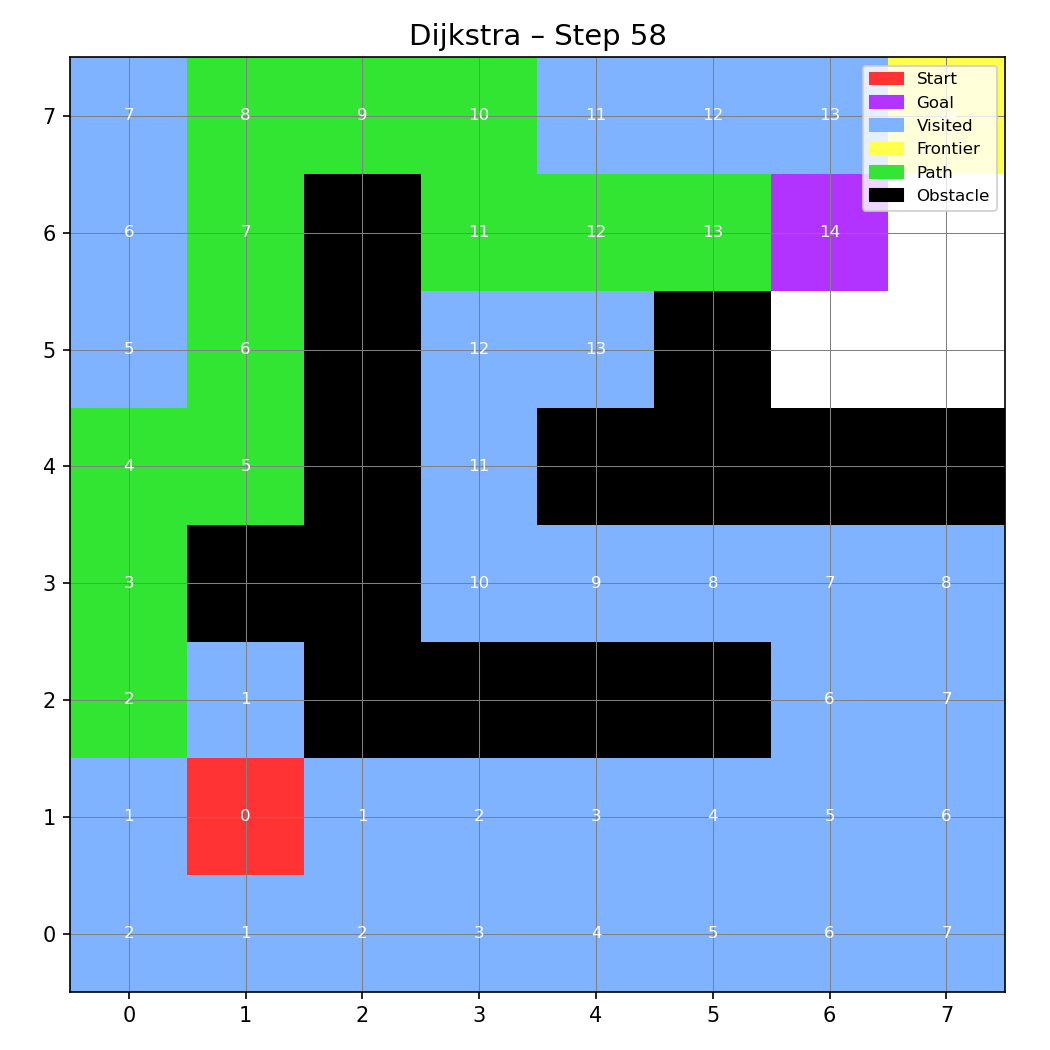 Dijkstra – Step 58
Start
Goal
Visited
Frontier
Path
Obstacle
7 7 8 9 10 11 12 13
6 6 7 11 12 13 14
5 5 6 12 13
4 4 5 11
3 3 10 9 8 7 8
2 2 1 6 7
1 1 0 1 2 3 4 5 6
0 2 1 2 3 4 5 6 7
0 1 2 3 4 5 6 7